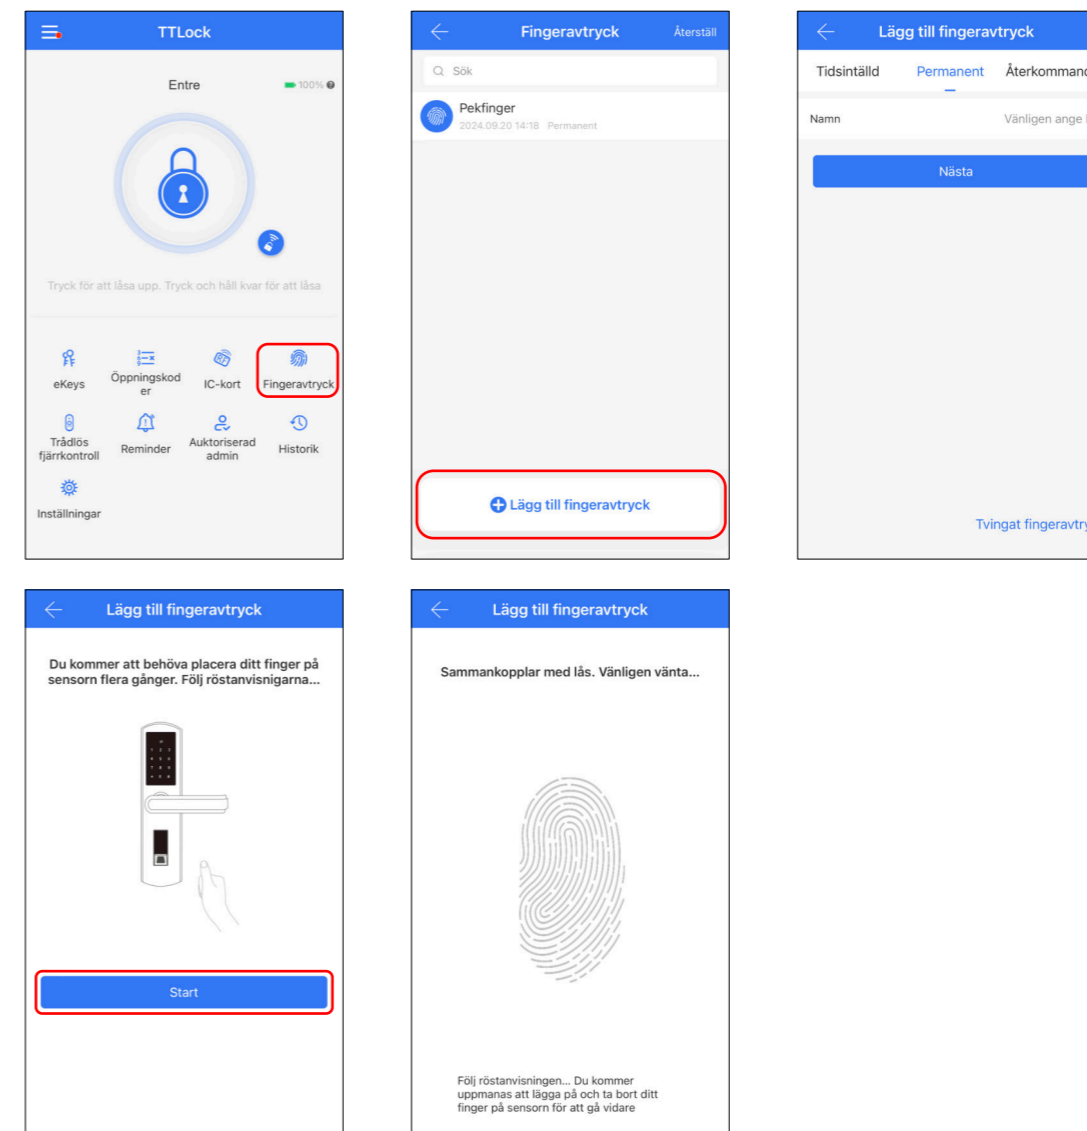 TTLock
Entre
100%
Tryck för att låsa upp. Tryck och håll kvar för att låsa
eKeys
Öppningskod
er
IC-kort
Fingeravtryck
Trådlös
fjärrkontroll
Reminder
Auktoriserad
admin
Historik
Inställningar
Fingeravtryck
Återställ
Sök
Pekfinger
2024.09.20 14:18 Permanent
Lägg till fingeravtryck
Lägg till fingeravtryck
Tidsintälld Permanent Återkommand
Namn
Vänligen ange
Nästa
Tvingat fingeravtry
Lägg till fingeravtryck
Du kommer att behöva placera ditt finger på
sensorn flera gånger. Följ röstanvisnigarna...
Start
Lägg till fingeravtryck
Sammankopplar med lås. Vänligen vänta...
Följ röstanvisningen... Du kommer
uppmanas att lägga på och ta bort ditt
finger på sensorn för att gå vidare